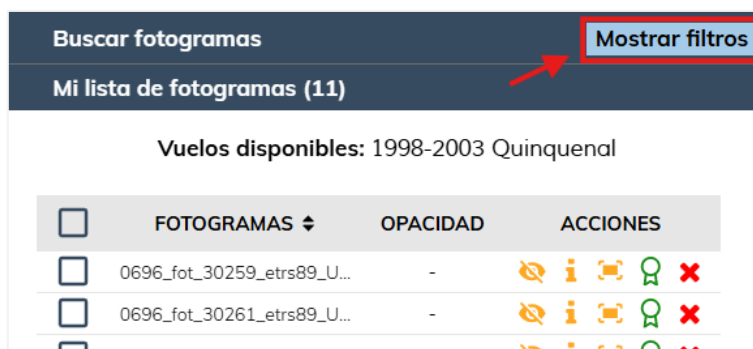 Buscar fotogramas Mostrar filtros
Mi lista de fotogramas (11)
Vuelos disponibles: 1998-2003 Quinquenal
FOTOGRAMAS OPACIDAD ACCIONES
0696_fot_30259_etrs89_U... -
0696_fot_30261_etrs89_U... -